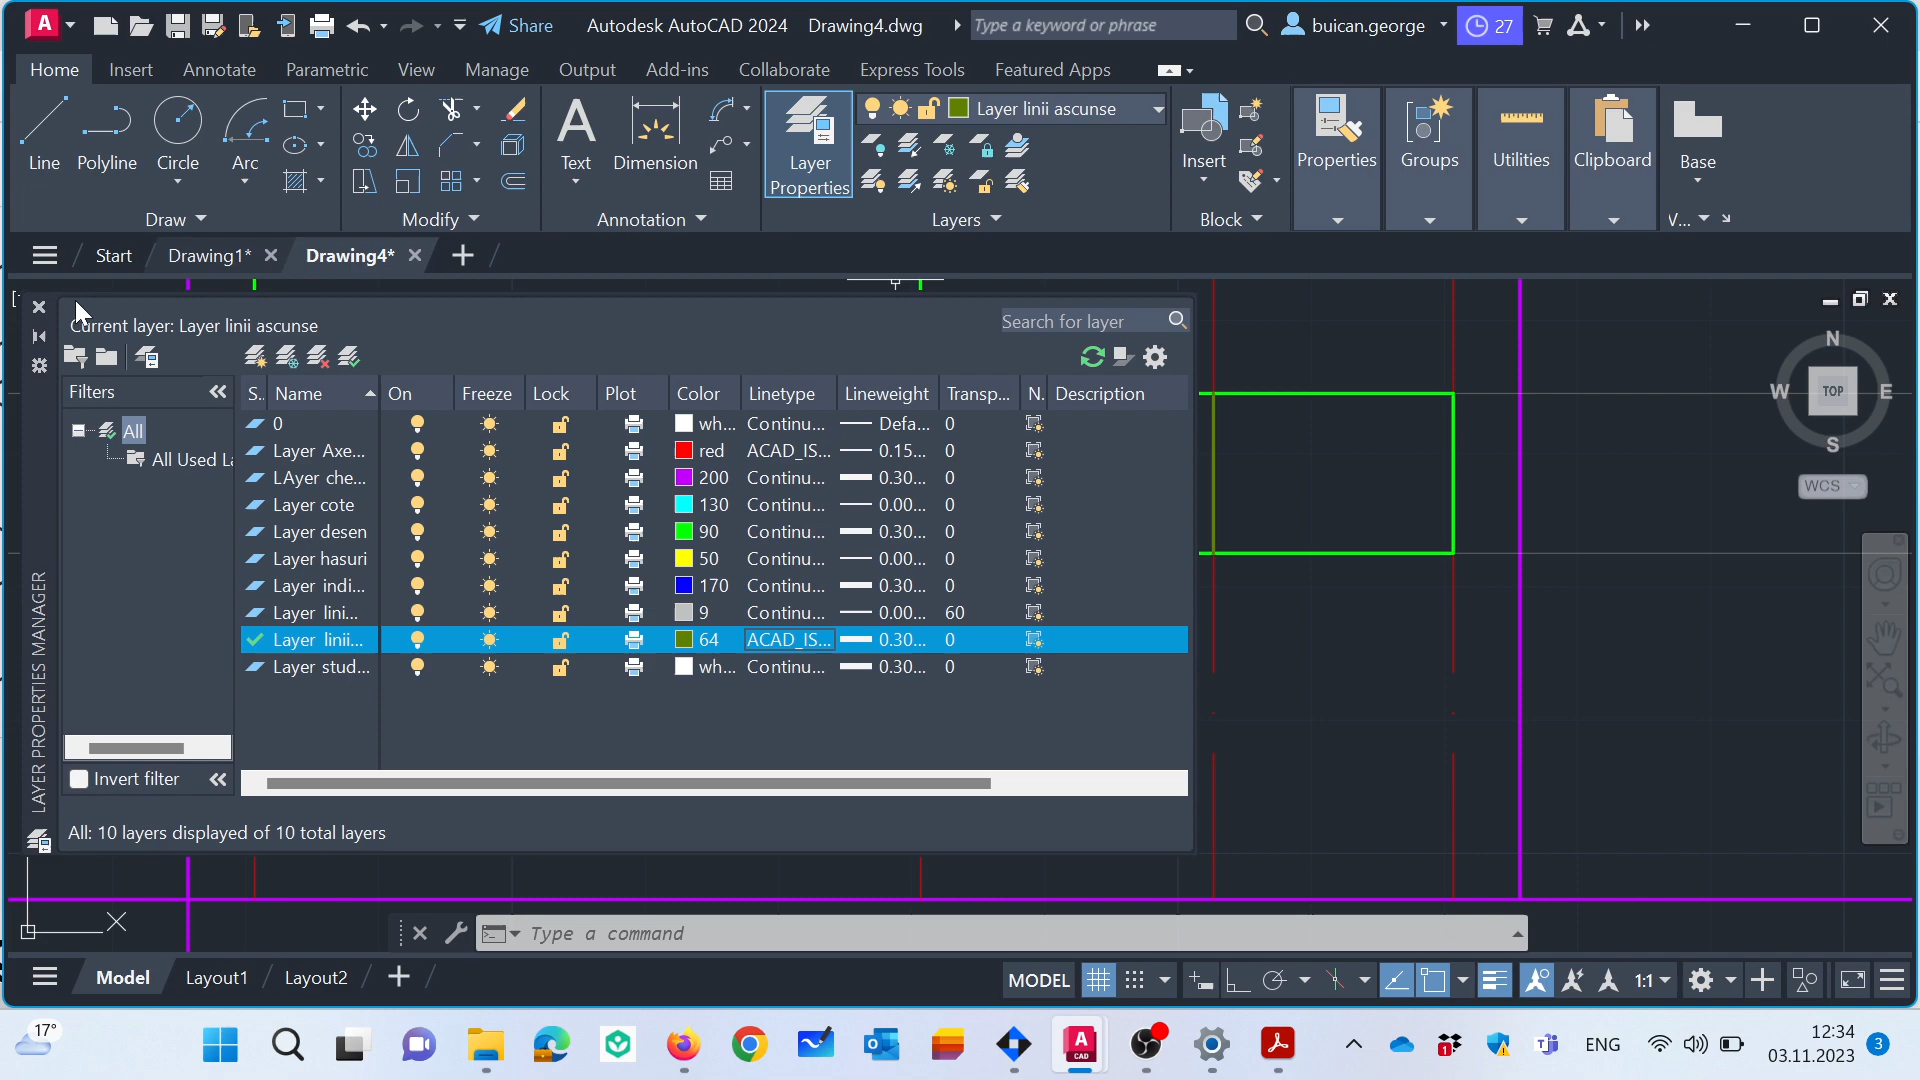 A CAD Share Autodesk AutoCAD 2024 Drawing4.dwg Type a keyword or phrase buican.george 27
Home Insert Annotate Parametric View Manage Output Add-ins Collaborate Express Tools Featured Apps
Layer linii ascunse
Line Polyline Circle Arc Text Dimension Layer Properties Insert Properties Groups Utilities Clipboard Base
Draw Modify Annotation Layers Block V...
Start Drawing1* Drawing4*
Current layer: Layer linii ascunse
Search for layer
Filters
S.. Name On Freeze Lock Plot Color Linetype Lineweight Transp... N. Description
All
All Used La
0 wh... Continu... Defa... 0
Layer Axe... red ACAD_IS... 0.15... 0
LAyer che... 200 Continu... 0.30... 0
Layer cote 130 Continu... 0.00... 0
Layer desen 90 Continu... 0.30... 0
Layer hasuri 50 Continu... 0.00... 0
Layer indi... 170 Continu... 0.30... 0
Layer lini... 9 Continu... 0.00... 60
Layer linii... 64 ACAD_IS... 0.30... 0
Layer stud... wh... Continu... 0.30... 0
Invert filter
All: 10 layers displayed of 10 total layers
LAYER PROPERTIES MANAGER
N
W TOP E
S
WCS
Type a command
Model Layout1 Layout2
MODEL 1:1
17°
A CAD
1
ENG
12:34
03.11.2023
3